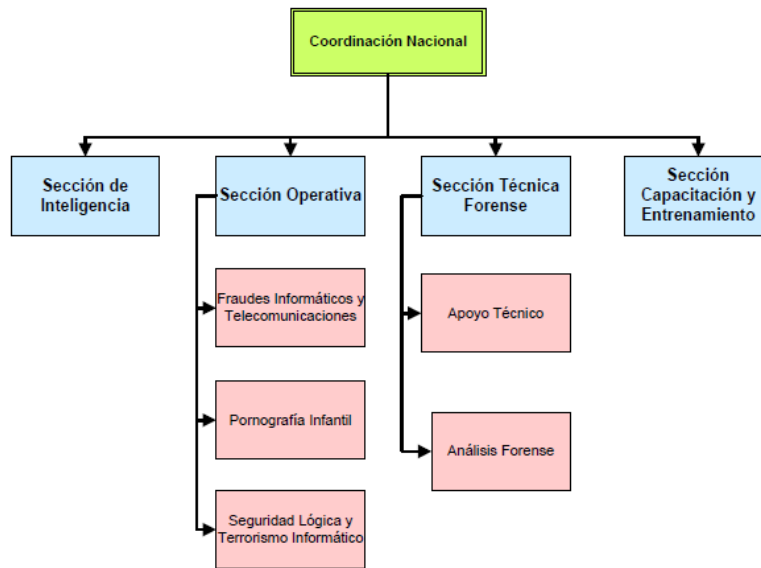 Coordinación Nacional
Sección de
Inteligencia
Sección Operativa
Sección Técnica
Forense
Sección
Capacitación y
Entrenamiento
Fraudes Informáticos y
Telecomunicaciones
Apoyo Técnico
Pornografía Infantil
Análisis Forense
Seguridad Lógica y
Terrorismo Informático